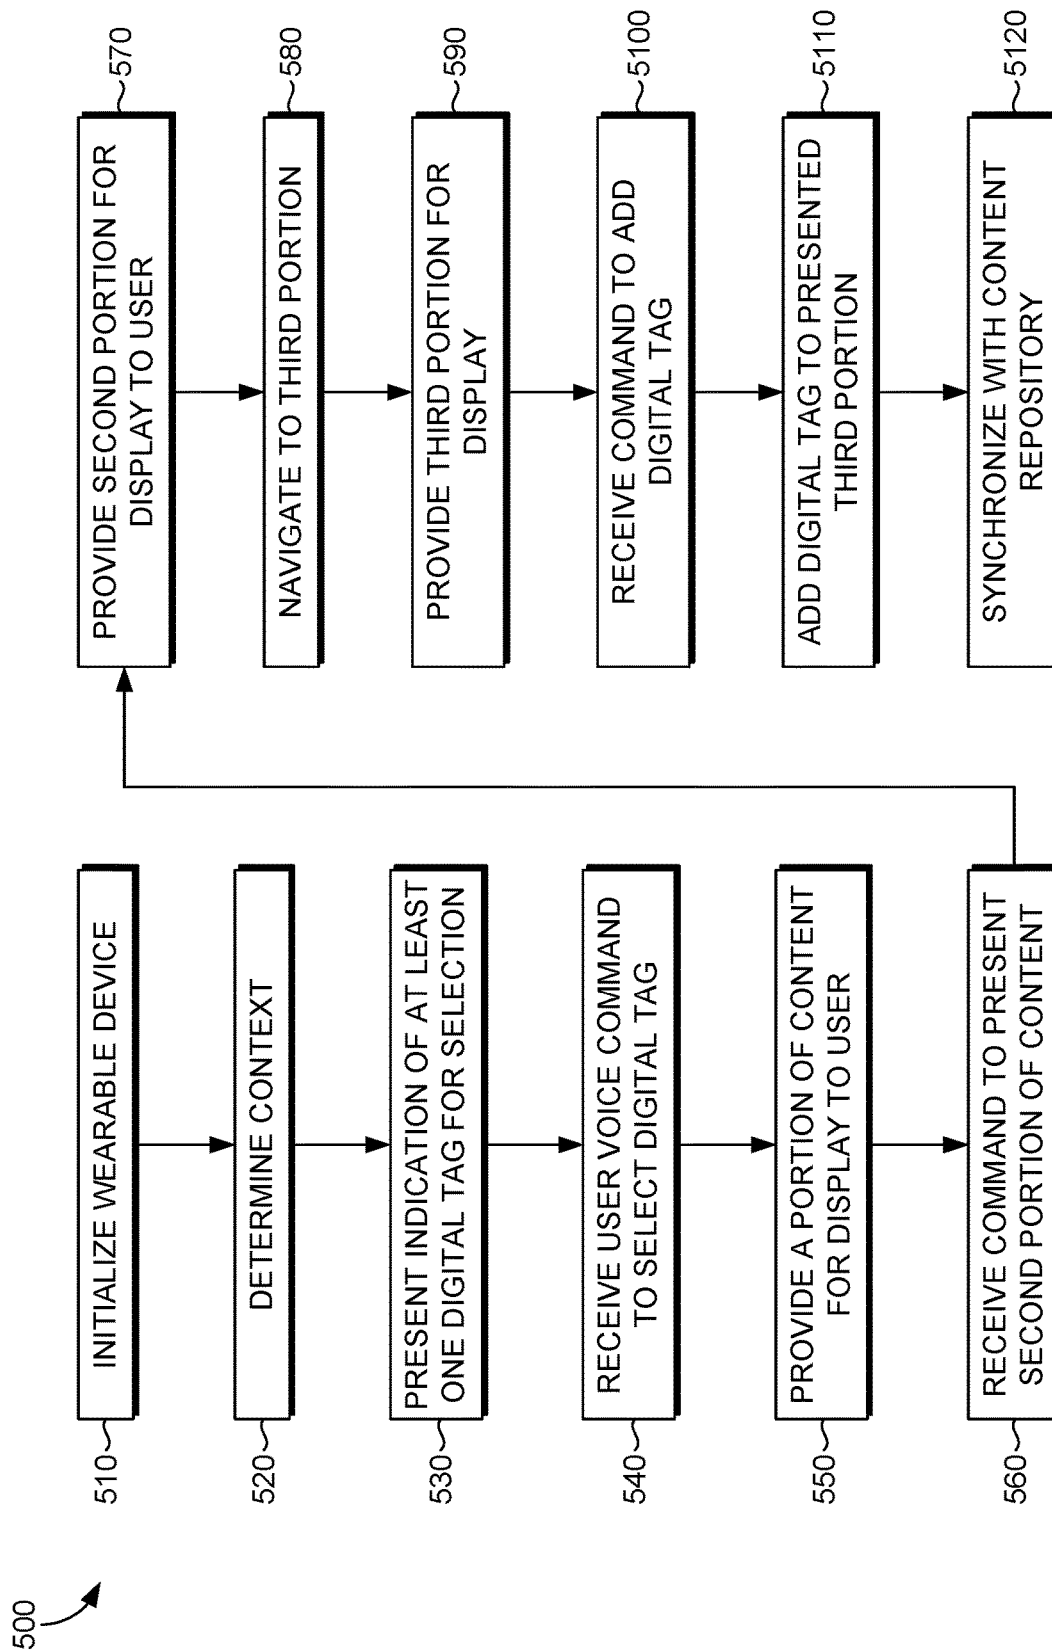 500
510
INITIALIZE WEARABLE DEVICE
520
DETERMINE CONTEXT
530
PRESENT INDICATION OF AT LEAST
ONE DIGITAL TAG FOR SELECTION
540
RECEIVE USER VOICE COMMAND
TO SELECT DIGITAL TAG
550
PROVIDE A PORTION OF CONTENT
FOR DISPLAY TO USER
560
RECEIVE COMMAND TO PRESENT
SECOND PORTION OF CONTENT
PROVIDE SECOND PORTION FOR
DISPLAY TO USER
570
NAVIGATE TO THIRD PORTION
580
PROVIDE THIRD PORTION FOR
DISPLAY
590
RECEIVE COMMAND TO ADD
DIGITAL TAG
5100
ADD DIGITAL TAG TO PRESENTED
THIRD PORTION
5110
SYNCHRONIZE WITH CONTENT
REPOSITORY
5120